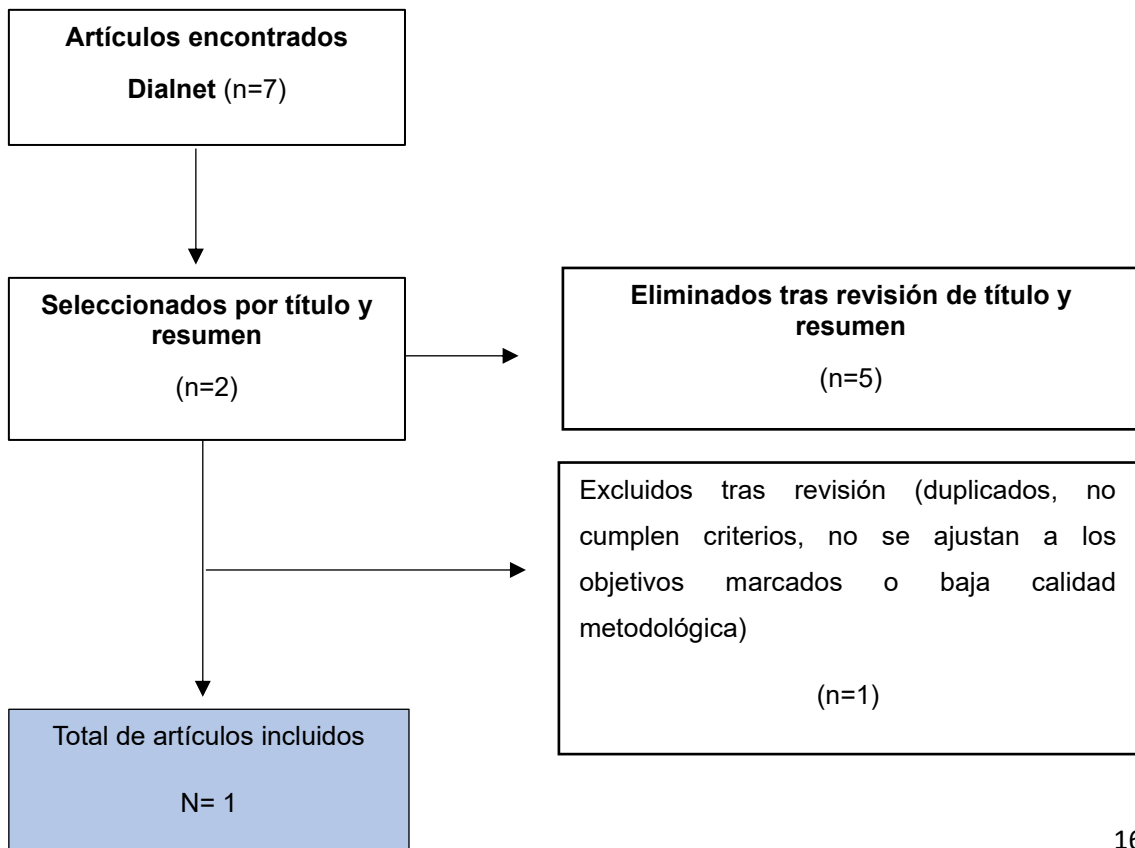 Artículos encontrados
Dialnet (n=7)
Seleccionados por título y
resumen
(n=2)
Eliminados tras revisión de título y
resumen
(n=5)
Excluidos tras revisión (duplicados, no
cumplen criterios, no se ajustan a los
objetivos marcados o baja calidad
metodológica)
(n=1)
Total de artículos incluidos
N= 1
16